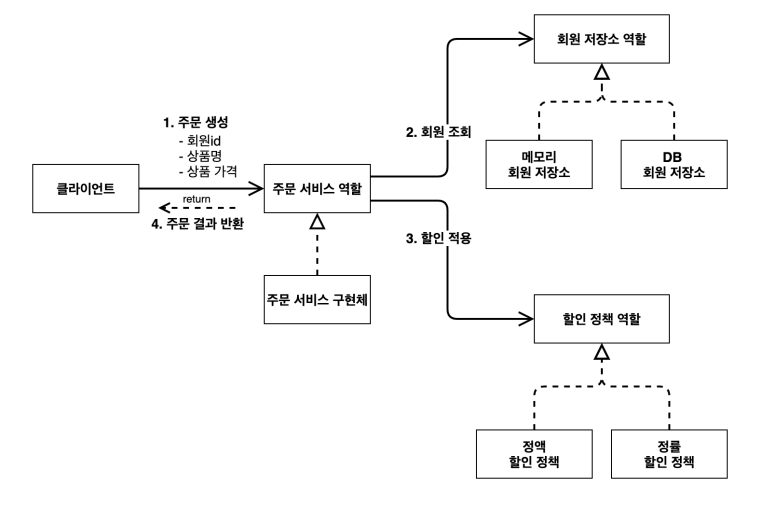 회원 저장소 역할
1. 주문 생성
- 회원id
- 상품명
- 상품 가격
2. 회원 조회
메모리
회원 저장소
DB
회원 저장소
클라이언트
주문 서비스 역할
return
4. 주문 결과 반환
3. 할인 적용
주문 서비스 구현체
할인 정책 역할
정액
할인 정책
정률
할인 정책